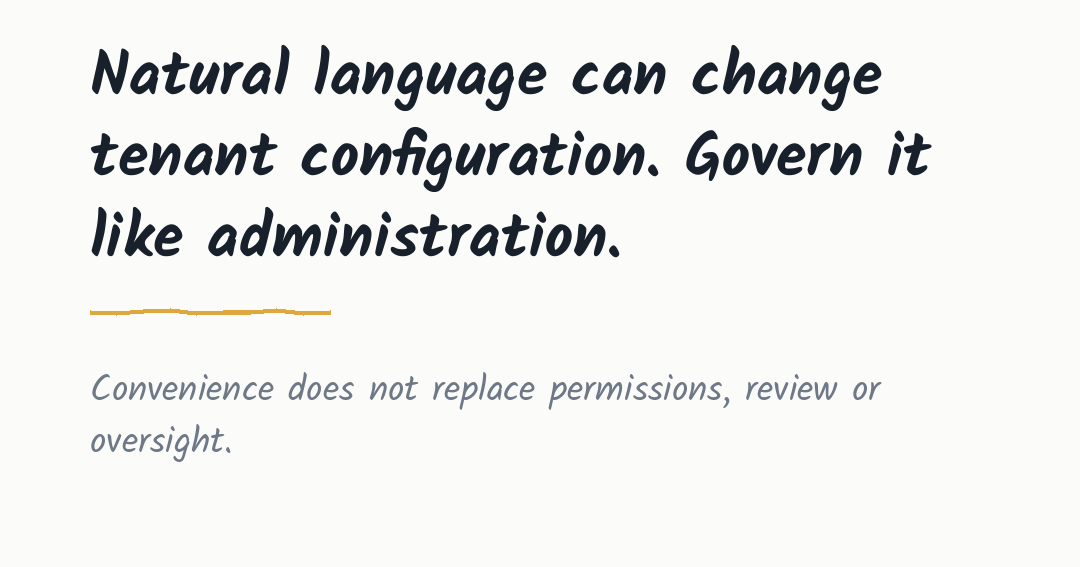 Natural language can change
tenant configuration. Govern it
like administration.
Convenience does not replace permissions, review or
oversight.